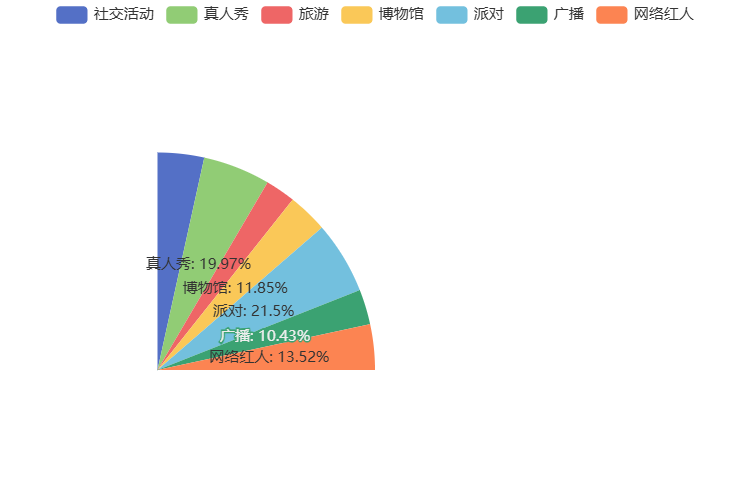 社交活动 真人秀 旅游 博物馆 派对 广播 网络红人
真人秀: 19.97%
博物馆: 11.85%
派对: 21.5%
广播: 10.43%
网络红人: 13.52%